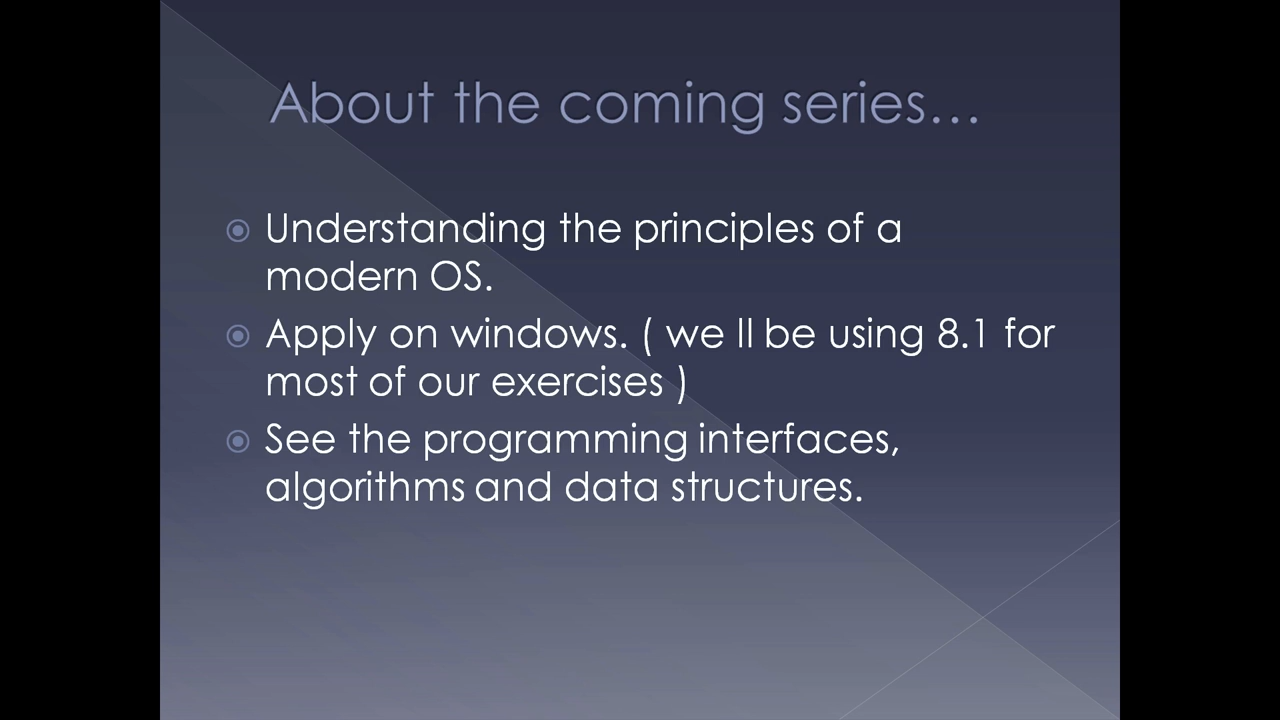 About the coming series...
Understanding the principles of a
modern OS.
Apply on windows. ( we ll be using 8.1 for
most of our exercises )
See the programming interfaces,
algorithms and data structures.